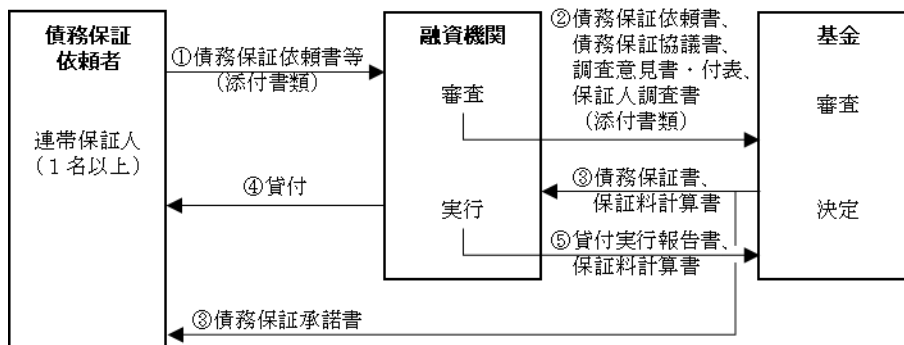 債務保証
依頼者
連帯保証人
(１名以上)
①債務保証依頼書等
(添付書類)
④貸付
融資機関
審査
実行
②債務保証依頼書、
債務保証協議書、
調査意見書・付表、
保証人調査書
(添付書類)
③債務保証書、
保証料計算書
⑤貸付実行報告書、
保証料計算書
③債務保証承諾書
基金
審査
決定